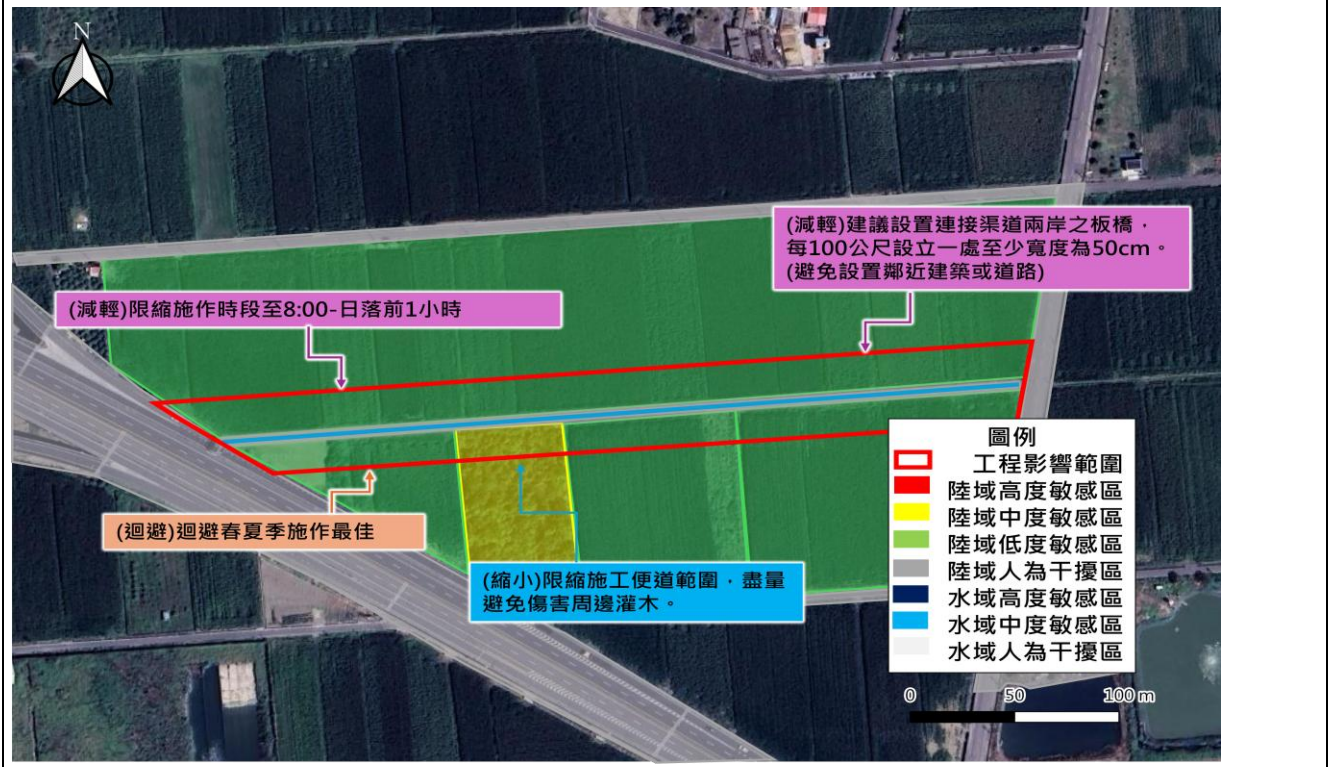 N
(減輕)建議設置連接渠道兩岸之板橋，
每100公尺設立一處至少寬度為50cm。
(避免設置鄰近建築或道路)
(減輕)限縮施作時段至8:00-日落前1小時
(迴避)迴避春夏季施作最佳
(縮小)限縮施工便道範圍，盡量
避免傷害周邊灌木。
圖例
工程影響範圍
陸域高度敏感區
陸域中度敏感區
陸域低度敏感區
陸域人為干擾區
水域高度敏感區
水域中度敏感區
水域人為干擾區
0 50 100 m